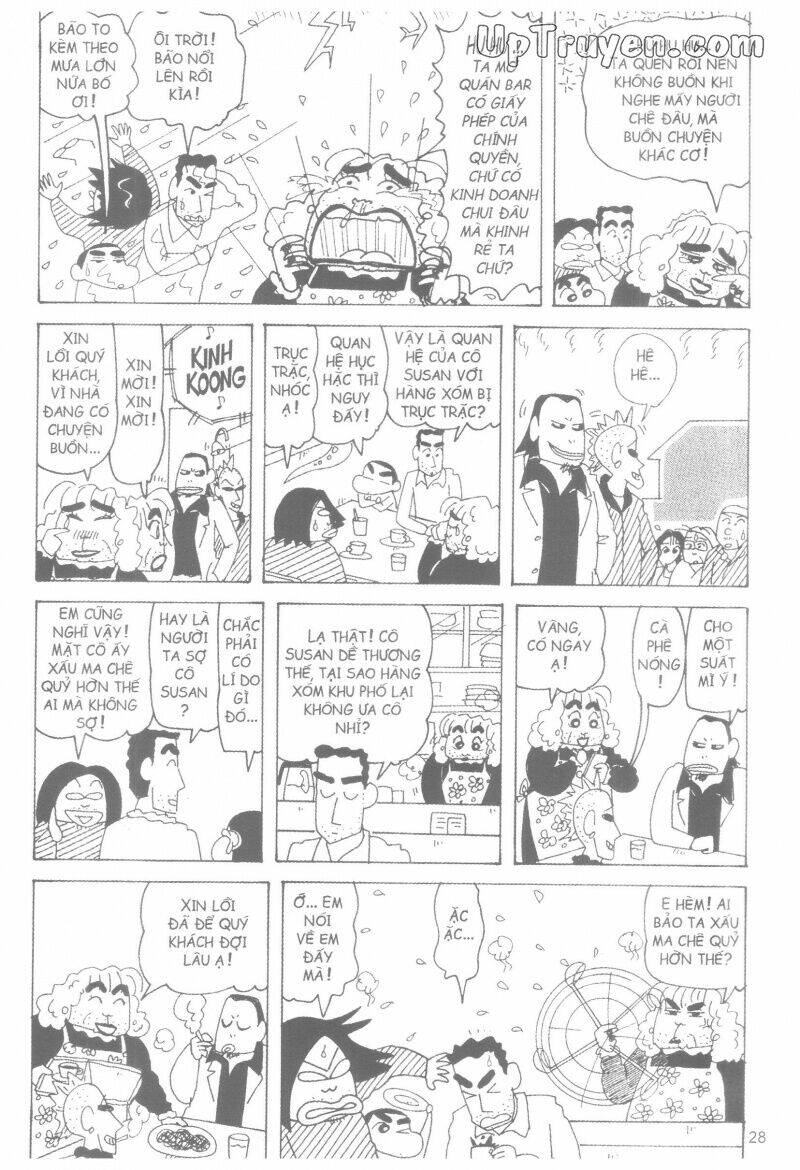 UpTruyen.com
BÃO TO
KÈM THEO
MƯA LỚN
NỮA BỐ
ƠI!
ÔI TRỜI!
BÃO NỔI
LÊN RỒI
KÌA!
TA MỞ
QUÁN BAR
CÓ GIẤY
PHÉP CỦA
CHÍNH
QUYỀN,
CHỨ CÓ
KINH DOANH
CHUI ĐÂU
MÀ KHINH
RẺ TA
CHỨ?
TA QUEN RỒI NÊN
KHÔNG BUỒN KHI
NGHE MẤY NGƯỜI
CHÊ ĐÂU, MÀ
BUỒN CHUYỆN
KHÁC CƠ!
XIN
LỖI QUÝ
KHÁCH,
VÌ NHÀ
ĐANG CÓ
CHUYỆN
BUỒN...
XIN
MỜI!
XIN
MỜI!
KINH
KOONG
TRỤC
TRẶC,
NHÓC
Ạ!
QUAN
HỆ HỤC
HẶC THÌ
NGUY
ĐẤY!
VẬY LÀ QUAN
HỆ CỦA CÔ
SUSAN VỚI
HÀNG XÓM BỊ
TRỤC TRẶC?
HÊ
HÊ...
EM CŨNG
NGHĨ VẬY!
MẶT CÔ ẤY
XẤU MA CHÊ
QUỶ HỜN THẾ
AI MÀ KHÔNG
SỢ!
HAY LÀ
NGƯỜI
TA SỢ
CÔ
SUSAN
?
CHẮC
PHẢI
CÓ
LÍ DO
GÌ
ĐÓ...
LẠ THẬT! CÔ
SUSAN DỄ THƯƠNG
THẾ, TẠI SAO HÀNG
XÓM KHU PHỐ LẠI
KHÔNG ƯA CÔ
NHỈ?
VÂNG,
CÓ NGAY
Ạ!
CÀ
PHÊ
NÓNG!
CHO
MỘT
SUẤT
MÌ Ý!
XIN LỖI
ĐÃ ĐỂ QUÝ
KHÁCH ĐỢI
LÂU Ạ!
Ớ... EM
NÓI
VỀ EM
ĐẤY
MÀ!
ẶC
ẶC...
E HÈM! AI
BẢO TA XẤU
MA CHÊ QUỶ
HỜN THẾ?
28